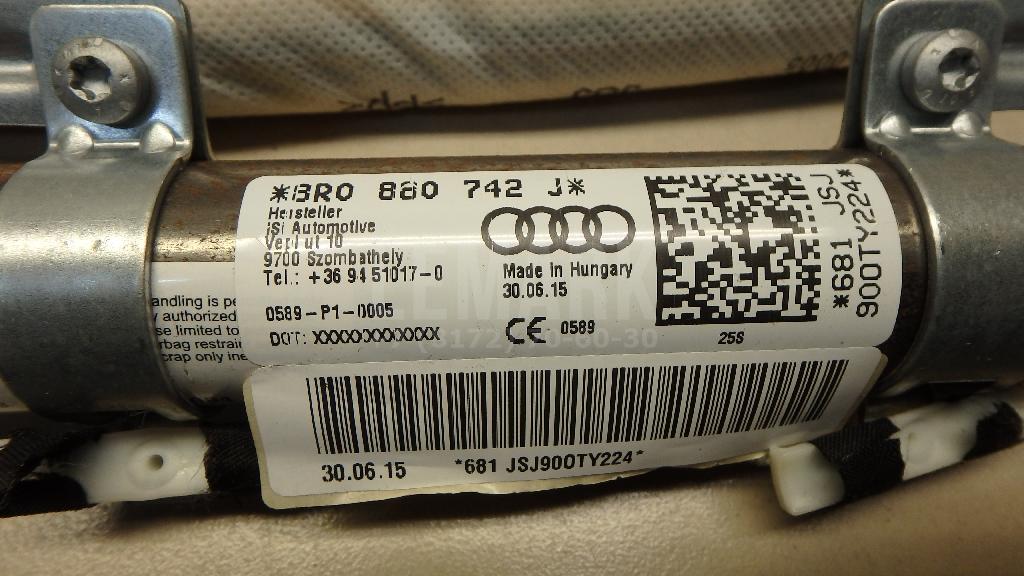 *8R0 880 742 J*
Hersteller
iSi Automotive
Verl ut 10
9700 Szombathely
Tel.: +36 94 51017-0
Made in Hungary
30.06.15
0589-P1-0005
DOT: XXXXXXXXXXXX
CE 0589
25S
*681 JSJ
900TY224*
andling is pe
authorized
se limited to
rbag restrai
crap only ine
30.06.15 *681 JSJ900TY224*